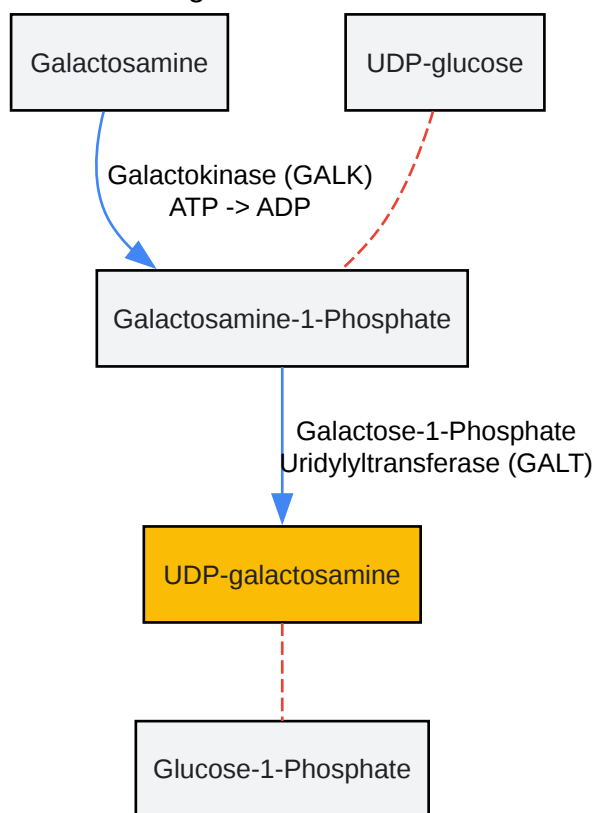 Galactosamine
UDP-glucose
Galactokinase (GALK)
ATP -> ADP
Galactosamine-1-Phosphate
Galactose-1-Phosphate
Uridylyltransferase (GALT)
UDP-galactosamine
Glucose-1-Phosphate